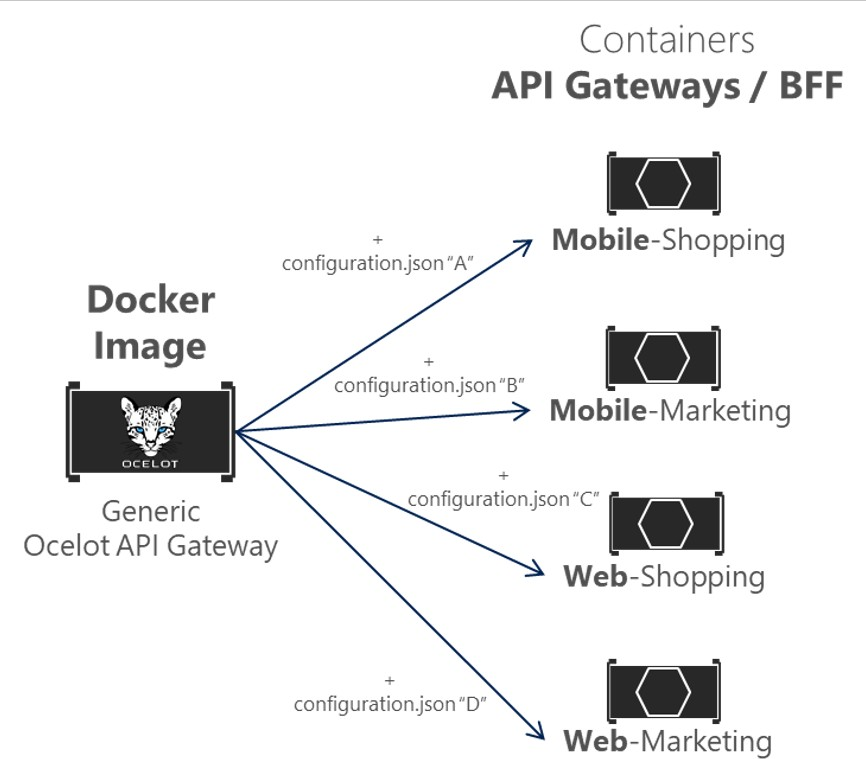 Containers
API Gateways / BFF
Mobile-Shopping
+
configuration.json “A”
Docker
Image
OCELOT
Generic
Ocelot API Gateway
+
configuration.json “B”
Mobile-Marketing
+
configuration.json “C”
Web-Shopping
+
configuration.json “D”
Web-Marketing